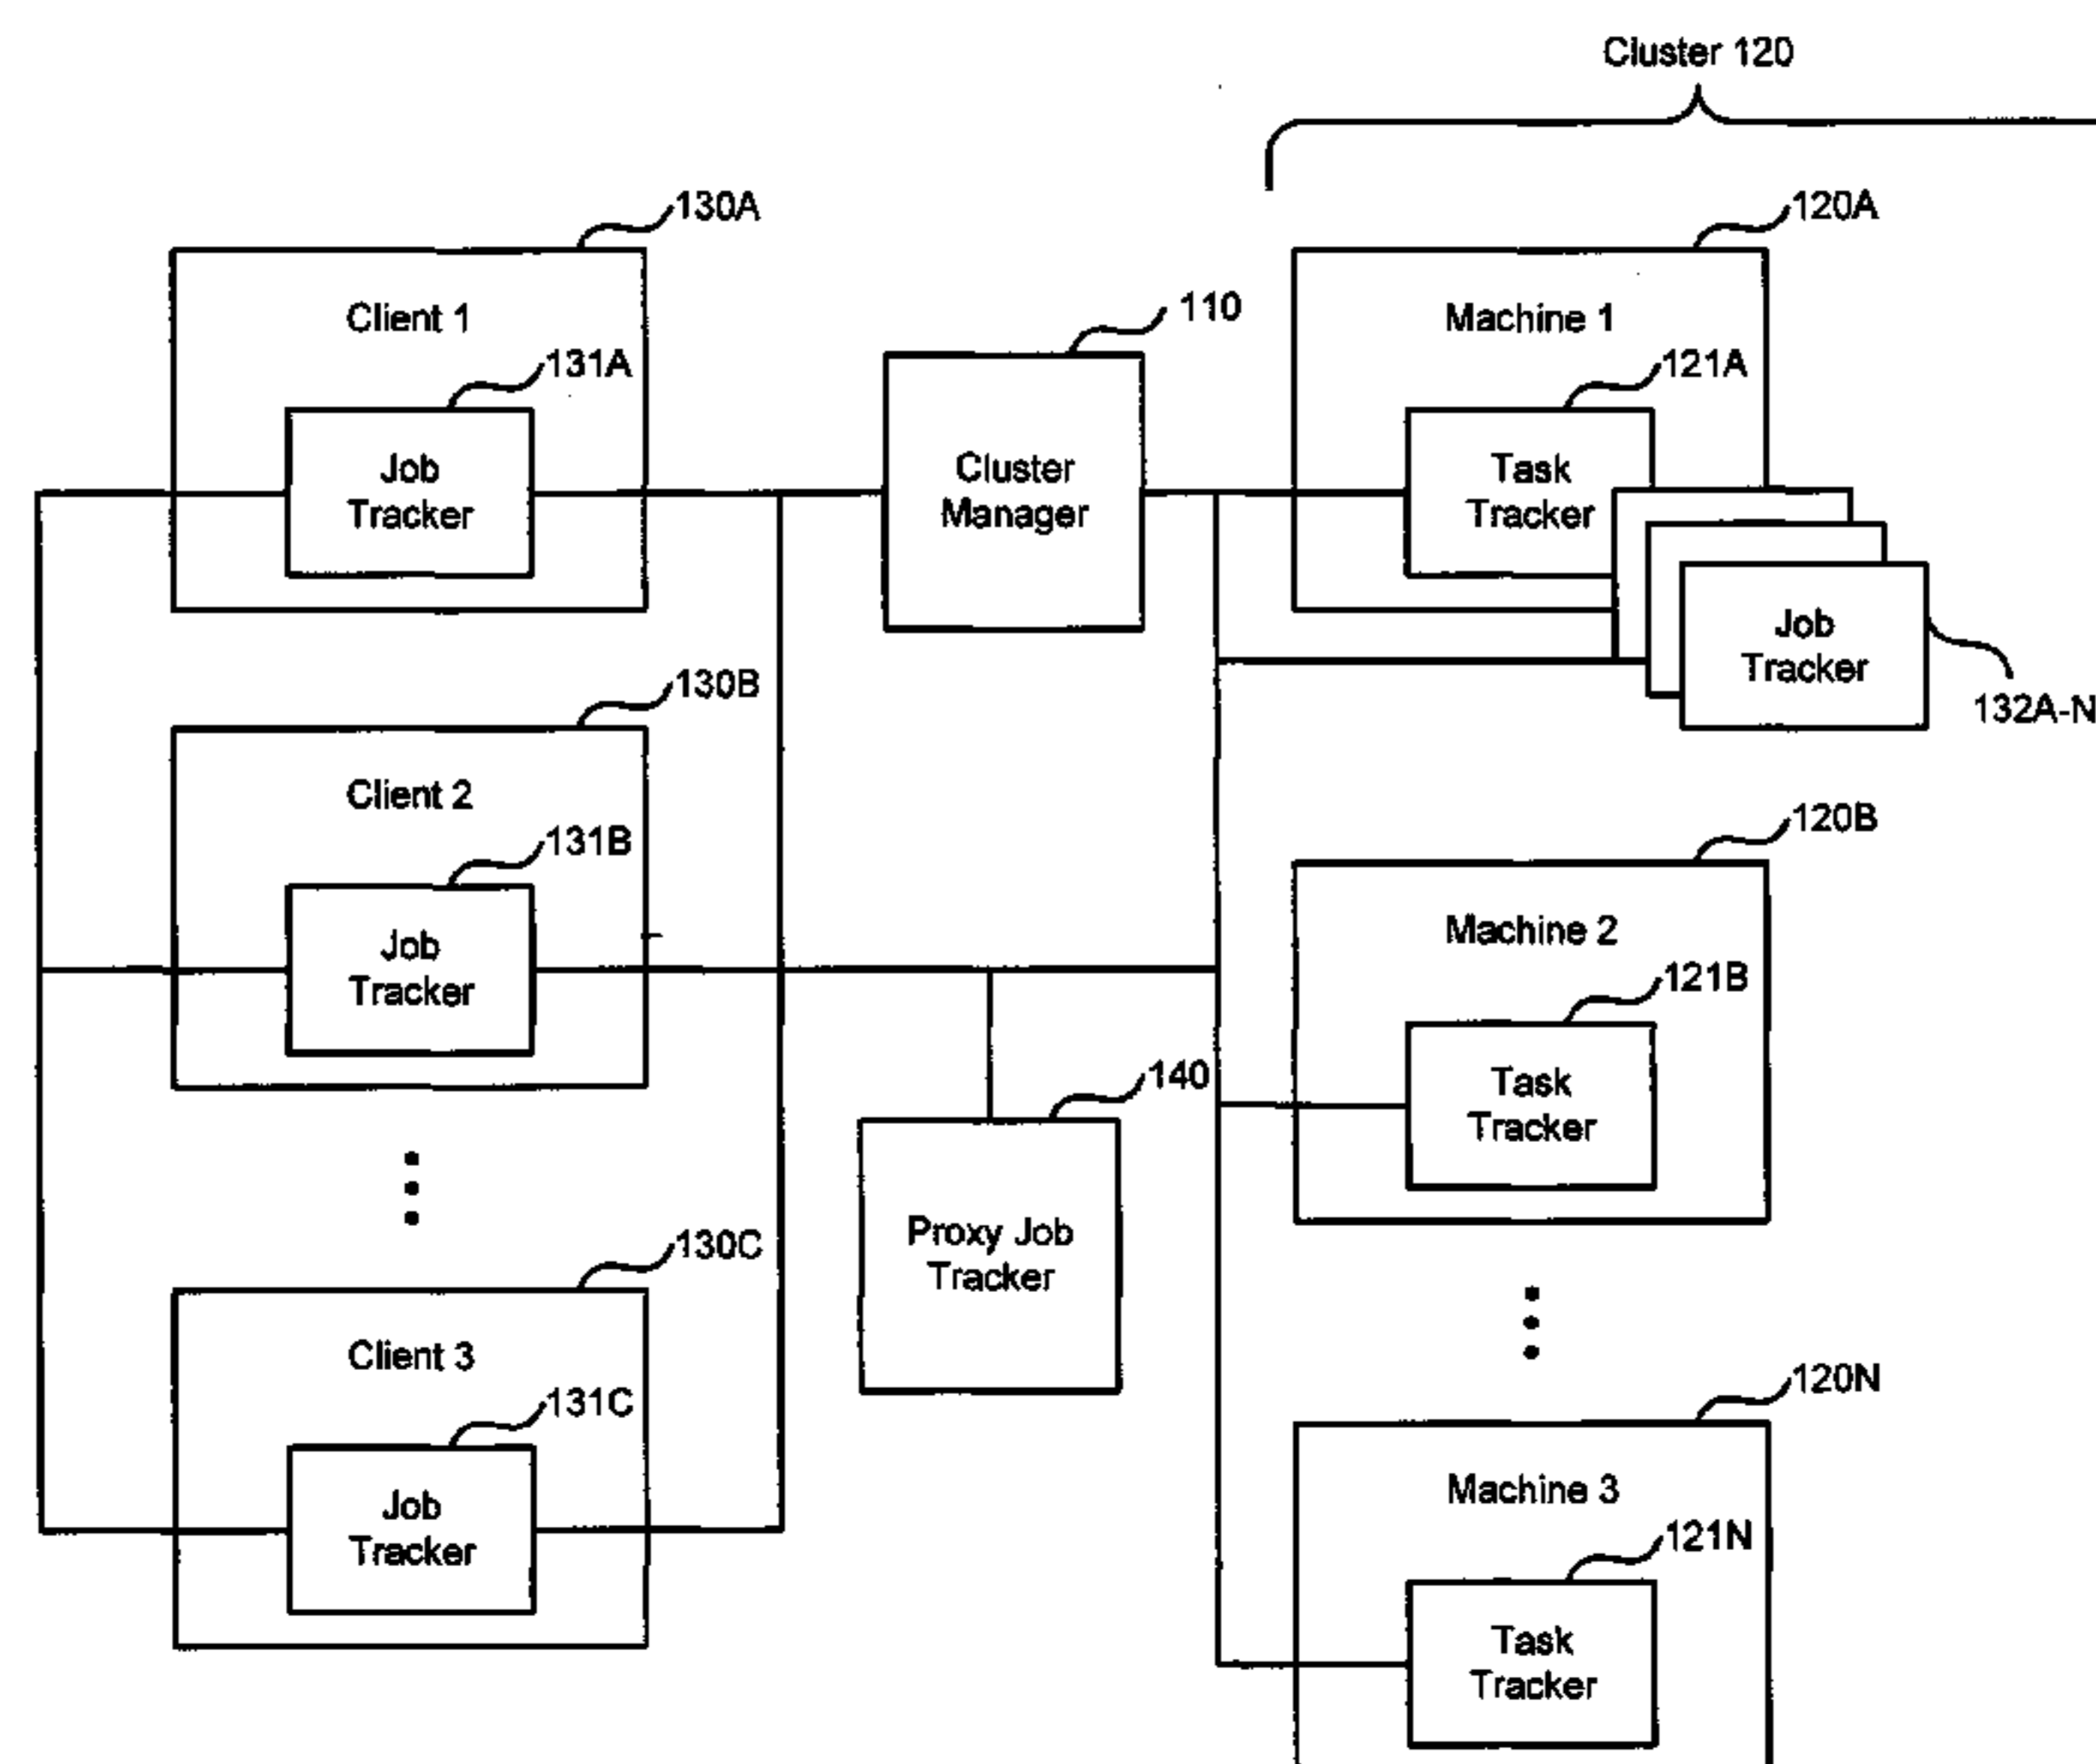 Cluster 120
130A
Client 1
131A
Job
Tracker
130B
Client 2
131B
Job
Tracker
130C
Client 3
131C
Job
Tracker
110
Cluster
Manager
140
Proxy Job
Tracker
120A
Machine 1
121A
Task
Tracker
Job
Tracker
132A-N
120B
Machine 2
121B
Task
Tracker
120N
Machine 3
121N
Task
Tracker